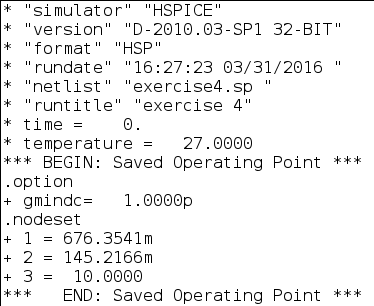 * "simulator" "HSPICE"
* "version" "D-2010.03-SP1 32-BIT"
* "format" "HSP"
* "rundate" "16:27:23 03/31/2016 "
* "netlist" "exercise4.sp "
* "runtitle" "exercise 4"
* time =    0.
* temperature =   27.0000
*** BEGIN: Saved Operating Point ***
.option
+ gmindc=   1.0000p
.nodeset
+ 1 = 676.3541m
+ 2 = 145.2166m
+ 3 =  10.0000
***   END: Saved Operating Point ***